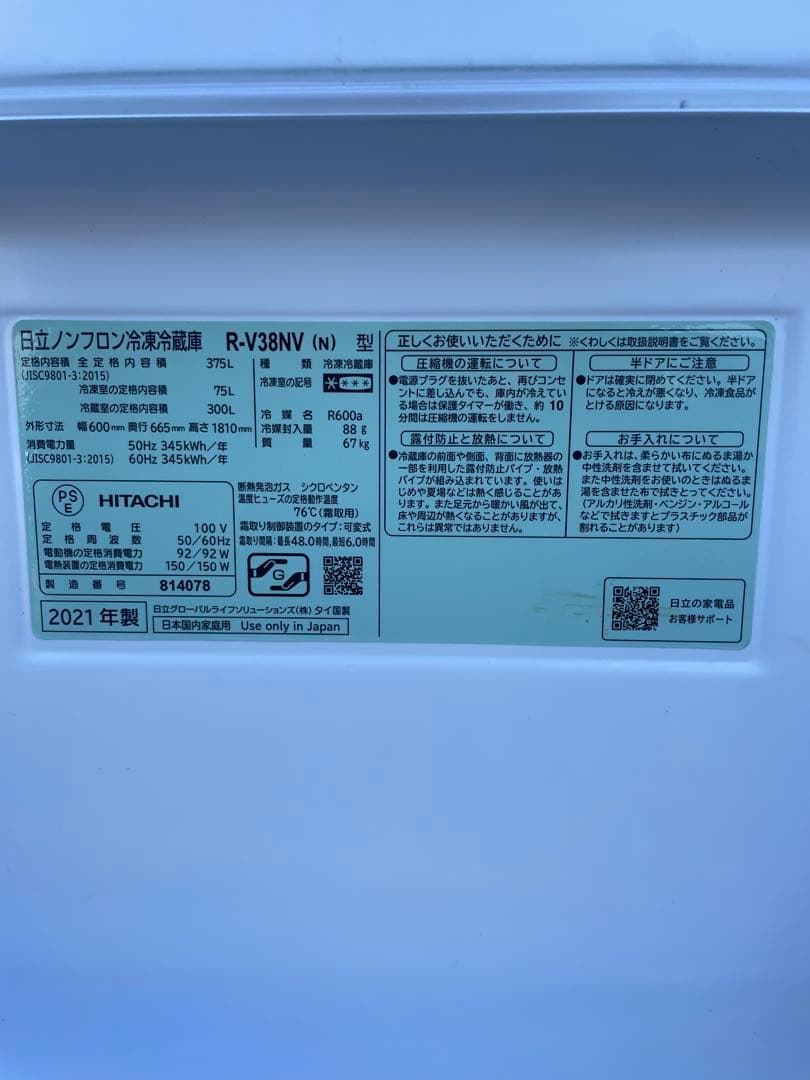 日立ノンフロン冷凍冷蔵庫 R-V38NV (N) 型
定格内容積 全定格内容積 375L
(JISC9801-3:2015)
冷凍室の定格内容積 75L
冷蔵室の定格内容積 300L
外形寸法 幅600mm 奥行665mm 高さ1810mm
消費電力量 50Hz 345kWh/年
(JISC9801-3:2015) 60Hz 345kWh/年
種類 冷凍冷蔵庫
冷凍室の記号 ****
冷媒名 R600a
冷媒封入量 88g
質量 67kg
PS
E
HITACHI
定格電圧 100V
定格周波数 50/60Hz
電動機の定格消費電力 92/92W
電熱装置の定格消費電力 150/150W
製造番号 814078
断熱発泡ガス シクロペンタン
温度ヒューズの定格動作温度
76℃(霜取用)
霜取り制御装置のタイプ:可変式
霜取り間隔:最長48.0時間、最短6.0時間
G
2021年製
日立グローバルライフソリューションズ(株) タイ国製
日本国内家庭用 Use only in Japan
正しくお使いいただくために ※くわしくは取扱説明書をご覧ください。
圧縮機の運転について
●電源プラグを抜いたあと、再びコンセ
ントに差し込んでも、庫内が冷えてい
る場合は保護タイマーが働き、約10
分間は圧縮機の運転をしません。
露付防止と放熱について
●冷蔵庫の前面や側面、背面に放熱器の
一部を利用した露付防止パイプ・放熱
パイプが組み込まれています。使いは
じめや夏場などは熱く感じることがあ
ります。また足元から暖かい風が出て、
床や周辺が熱くなることがありますが、
これらは異常ではありません。
半ドアにご注意
●ドアは確実に閉めてください。半ドア
になると冷えが悪くなり、冷凍食品が
とける原因になります。
お手入れについて
●お手入れは、柔らかい布にぬるま湯か
中性洗剤を含ませて拭いてください。
また中性洗剤をお使いのときはぬるま
湯を含ませた布で拭きとってください。
(アルカリ性洗剤・ベンジン・アルコール
などで拭きますとプラスチック部品が
割れることがあります)
日立の家電品
お客様サポート